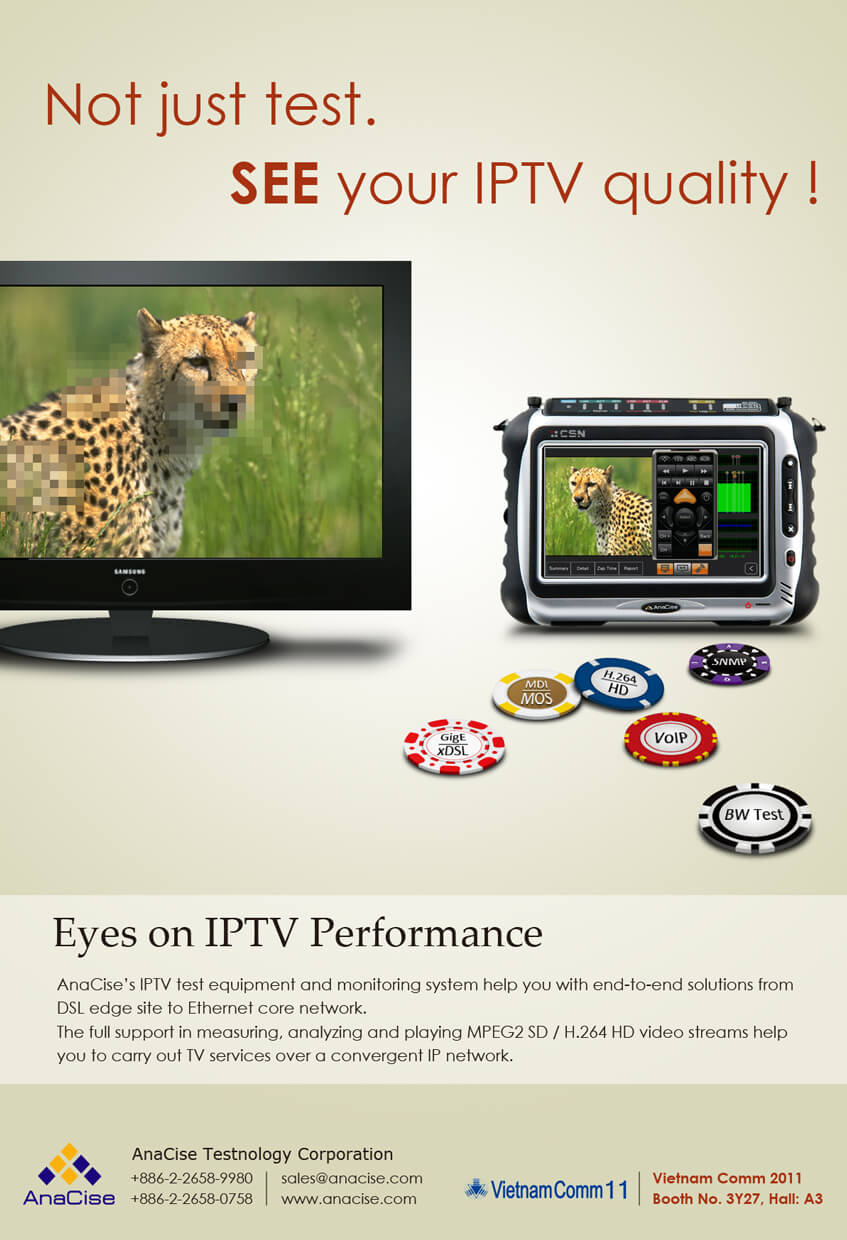 Not just test.
SEE your IPTV quality !
SAMSUNG
CSN
Summary Detail Zap Time Report
CH +
Back
CH -
AnaCise
MDI
MOS
H.264
HD
SNMP
GigE
xDSL
VoIP
BW Test
Eyes on IPTV Performance
AnaCise’s IPTV test equipment and monitoring system help you with end-to-end solutions from
DSL edge site to Ethernet core network.
The full support in measuring, analyzing and playing MPEG2 SD / H.264 HD video streams help
you to carry out TV services over a convergent IP network.
AnaCise
AnaCise Testnology Corporation
+886-2-2658-9980
+886-2-2658-0758
sales@anacise.com
www.anacise.com
VietnamComm11
Vietnam Comm 2011
Booth No. 3Y27, Hall: A3